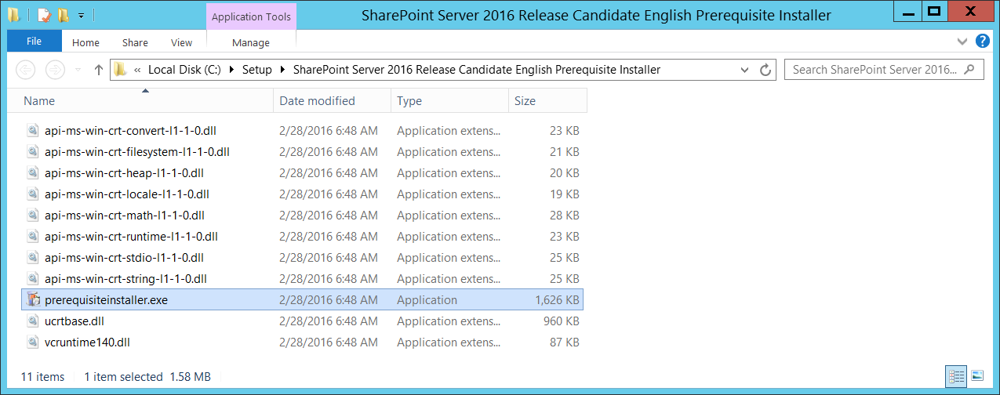 Application Tools SharePoint Server 2016 Release Candidate English Prerequisite Installer
File Home Share View Manage
« Local Disk (C:) Setup SharePoint Server 2016 Release Candidate English Prerequisite Installer Search SharePoint Server 2016...
Name Date modified Type Size
api-ms-win-crt-convert-l1-1-0.dll 2/28/2016 6:48 AM Application extens... 23 KB
api-ms-win-crt-filesystem-l1-1-0.dll 2/28/2016 6:48 AM Application extens... 21 KB
api-ms-win-crt-heap-l1-1-0.dll 2/28/2016 6:48 AM Application extens... 20 KB
api-ms-win-crt-locale-l1-1-0.dll 2/28/2016 6:48 AM Application extens... 19 KB
api-ms-win-crt-math-l1-1-0.dll 2/28/2016 6:48 AM Application extens... 28 KB
api-ms-win-crt-runtime-l1-1-0.dll 2/28/2016 6:48 AM Application extens... 23 KB
api-ms-win-crt-stdio-l1-1-0.dll 2/28/2016 6:48 AM Application extens... 25 KB
api-ms-win-crt-string-l1-1-0.dll 2/28/2016 6:48 AM Application extens... 25 KB
prerequisiteinstaller.exe 2/28/2016 6:48 AM Application 1,626 KB
ucrtbase.dll 2/28/2016 6:48 AM Application extens... 960 KB
vcruntime140.dll 2/28/2016 6:48 AM Application extens... 87 KB
11 items 1 item selected 1.58 MB